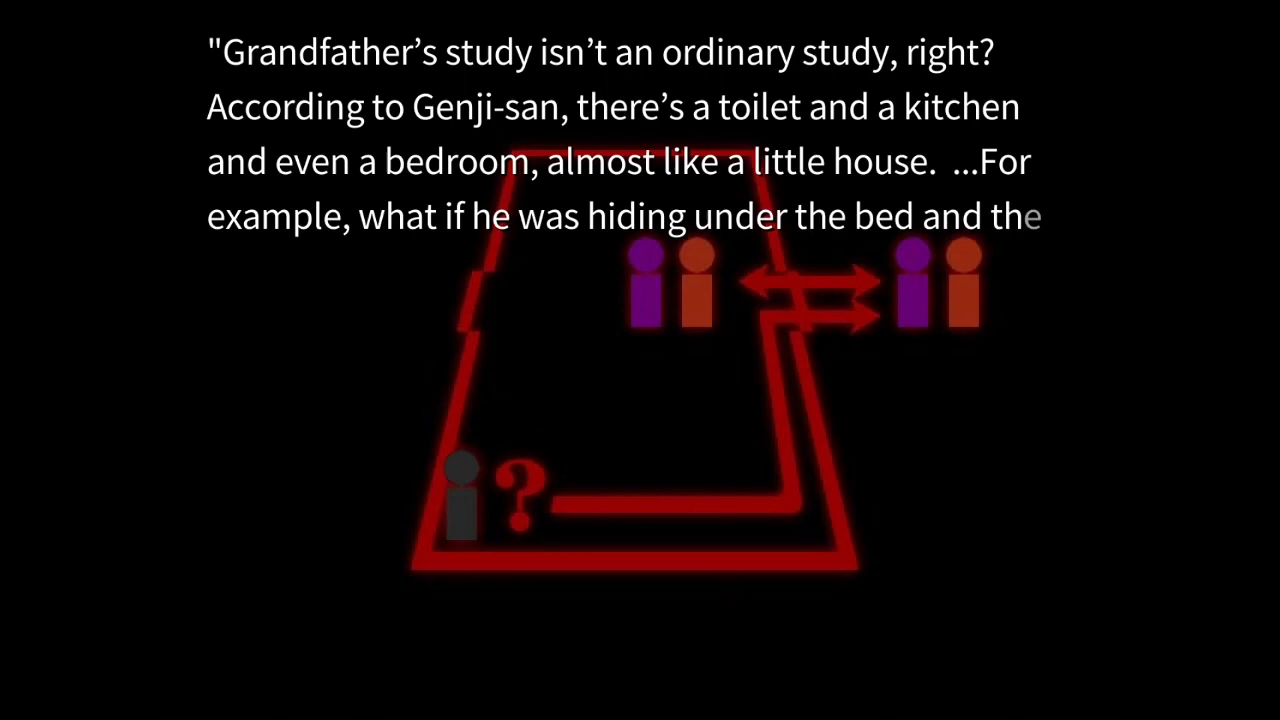 "Grandfather’s study isn’t an ordinary study, right?
According to Genji-san, there’s a toilet and a kitchen
and even a bedroom, almost like a little house.  ...For
example, what if he was hiding under the bed and the
?